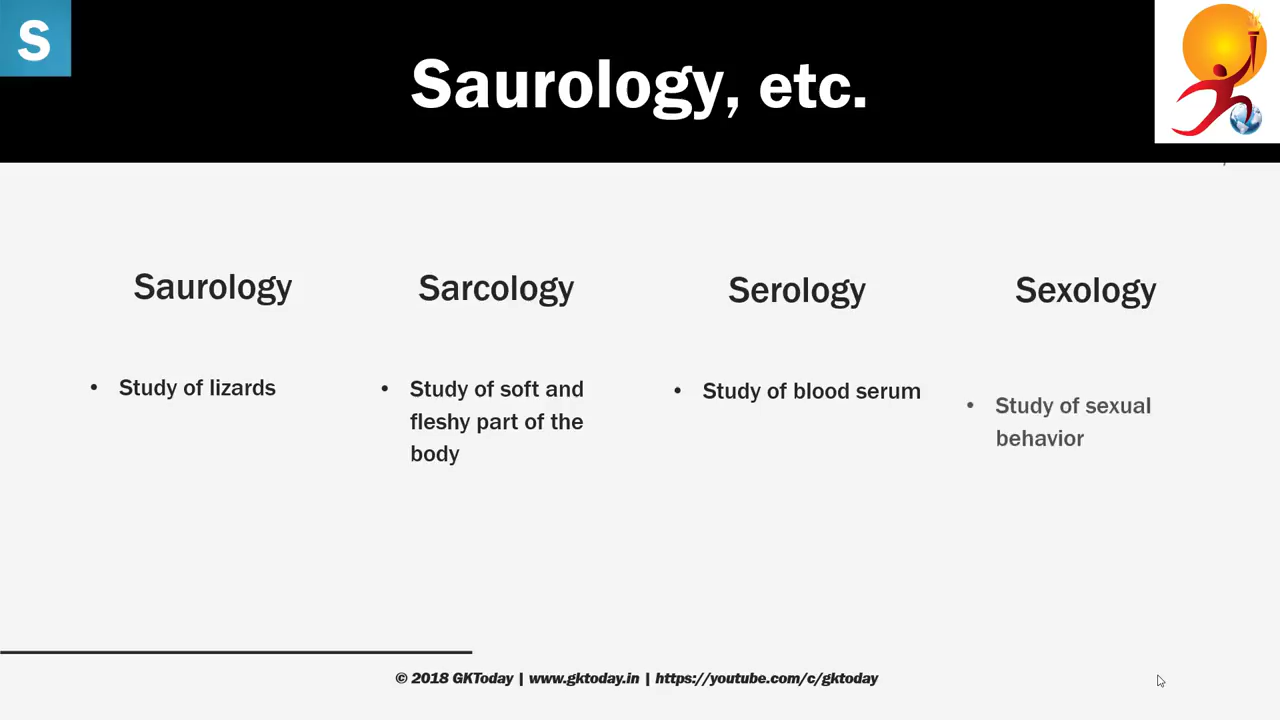 S
Saurology, etc.
Saurology
Sarcology
Serology
Sexology
• Study of lizards
• Study of soft and
fleshy part of the
body
• Study of blood serum
• Study of sexual
behavior
© 2018 GKToday | www.gktoday.in | https://youtube.com/c/gktoday